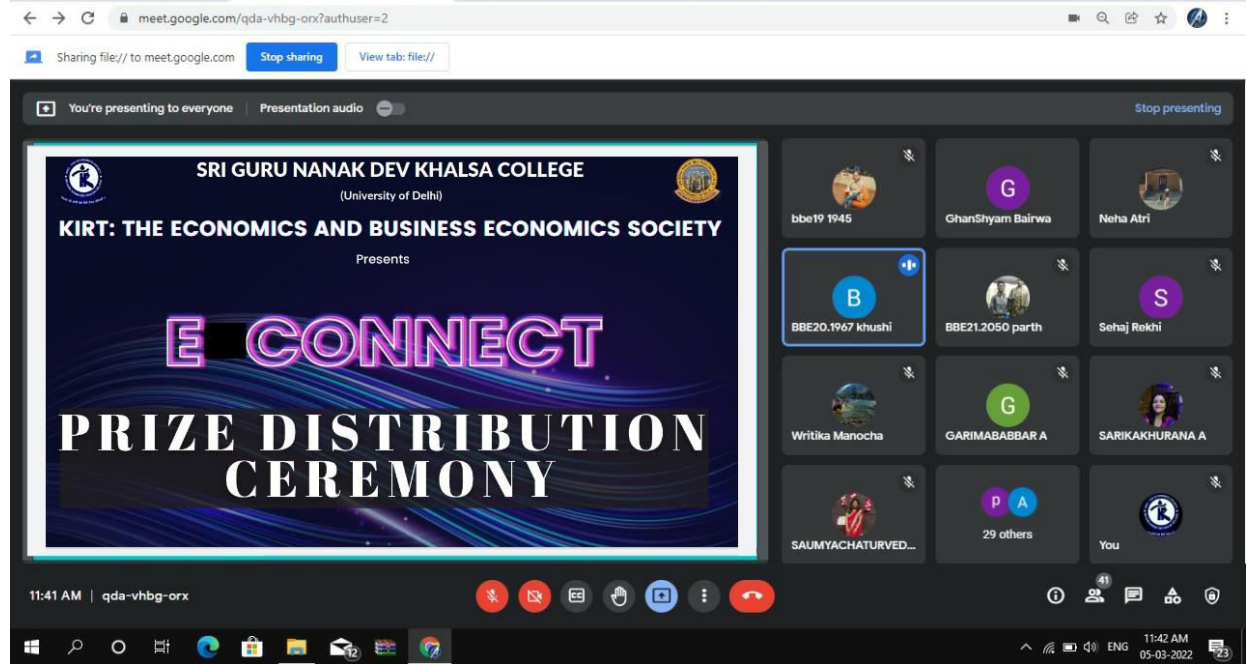 meet.google.com/qda-vhbg-orx?authuser=2
Sharing file:// to meet.google.com Stop sharing View tab: file://
You're presenting to everyone Presentation audio Stop presenting
SRI GURU NANAK DEV KHALSA COLLEGE
(University of Delhi)
KIRT: THE ECONOMICS AND BUSINESS ECONOMICS SOCIETY
Presents
E CONNECT
PRIZE DISTRIBUTION
CEREMONY
bbe19 1945
G
GhanShyam Bairwa
Neha Atri
B
BBE20.1967 khushi
BBE21.2050 parth
S
Sehaj Rekhi
Writika Manocha
G
GARIMABABBAR A
SARIKAKHURANA A
SAUMYACHATURVED...
P A
29 others
You
11:41 AM | qda-vhbg-orx
CC
41
12
ENG
11:42 AM
05-03-2022
23